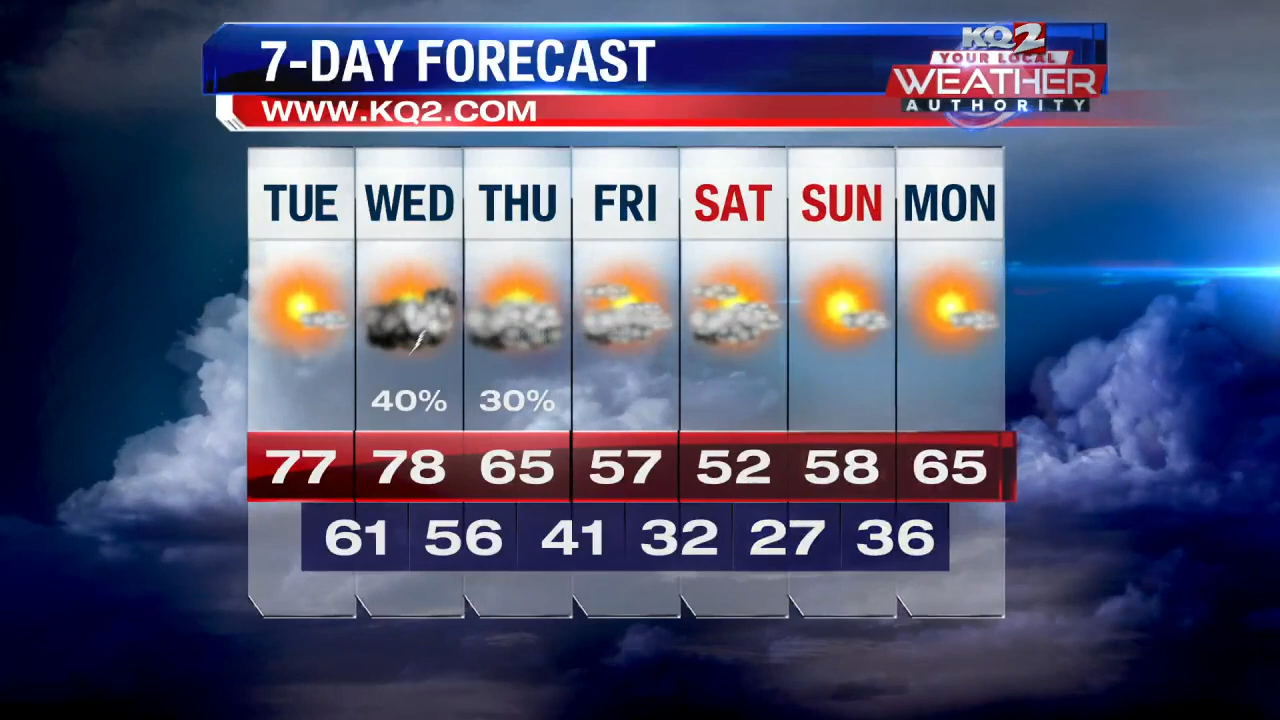 7-DAY FORECAST
WWW.KQ2.COM
KQ2
YOUR LOCAL
WEATHER
AUTHORITY
TUE WED THU FRI SAT SUN MON
40% 30%
77 78 65 57 52 58 65
61 56 41 32 27 36